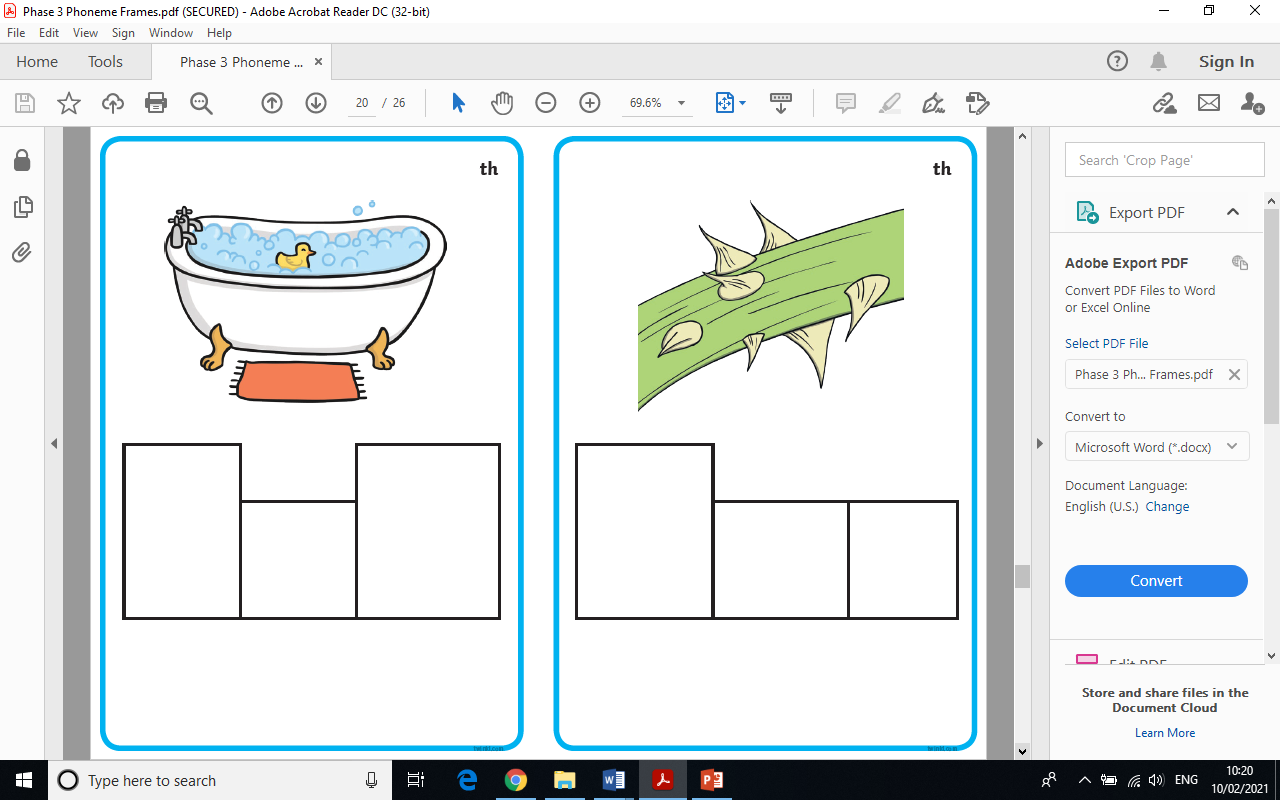 Phase 3 Phoneme Frames.pdf (SECURED) - Adobe Acrobat Reader DC (32-bit)
File Edit View Sign Window Help
Home Tools Phase 3 Phoneme ... Sign In
20 / 26 69.6%
th
th
Search 'Crop Page'
Export PDF
Adobe Export PDF
Convert PDF Files to Word
or Excel Online
Select PDF File
Phase 3 Ph... Frames.pdf
Convert to
Microsoft Word (*.docx)
Document Language:
English (U.S.) Change
Convert
Edit PDF
Store and share files in the
Document Cloud
Learn More
Type here to search
ENG
10:20
10/02/2021